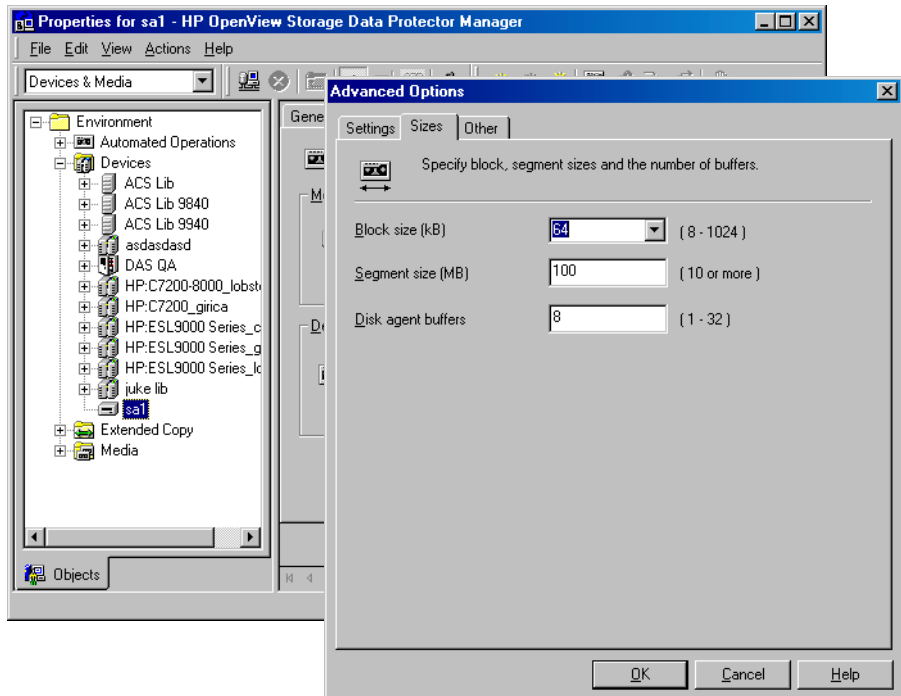 Properties for sa1 - HP OpenView Storage Data Protector Manager
File Edit View Actions Help
Devices & Media
Environment
Automated Operations
Devices
ACS Lib
ACS Lib 9840
ACS Lib 9940
asdasdasd
DAS QA
HP:C7200-8000_lobste
HP:C7200_girica
HP:ESL9000 Series_c
HP:ESL9000 Series_g
HP:ESL9000 Series_lo
juke lib
sa1
Extended Copy
Media
Objects
Gene
M
De
Advanced Options
Settings Sizes Other
Specify block, segment sizes and the number of buffers.
Block size (kB) 64 ( 8 - 1024 )
Segment size (MB) 100 ( 10 or more )
Disk agent buffers 8 ( 1 - 32 )
OK Cancel Help